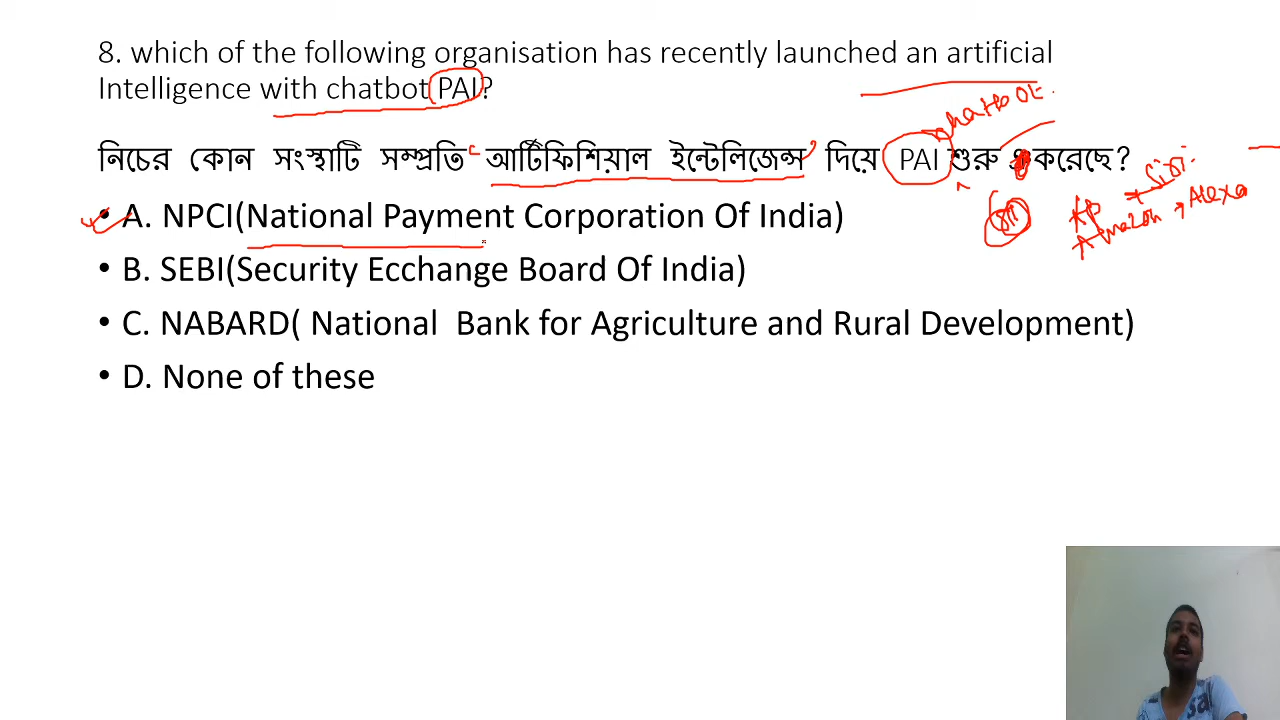 8. which of the following organisation has recently launched an artificial
Intelligence with chatbot PAI?
chatbot
নিচের কোন সংস্থাটি সম্প্রতি আর্টিফিশিয়াল ইন্টেলিজেন্স দিয়ে PAI শুরু করেছে?
Siri
Amazon → Alexa
• A. NPCI(National Payment Corporation Of India)
• B. SEBI(Security Ecchange Board Of India)
• C. NABARD( National Bank for Agriculture and Rural Development)
• D. None of these